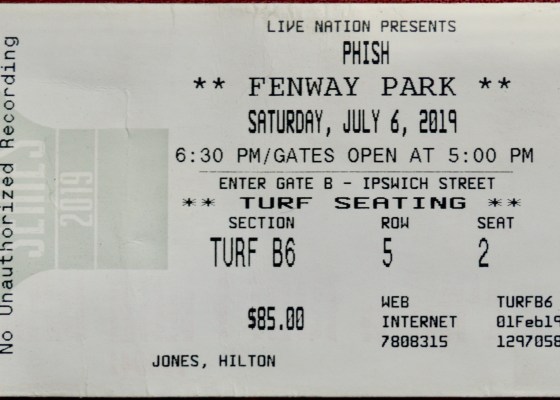 LIVE NATION PRESENTS
PHISH
** FENWAY PARK **
SATURDAY, JULY 6, 2019
6:30 PM/GATES OPEN AT 5:00 PM
ENTER GATE B - IPSWICH STREET
** TURF SEATING **
SECTION ROW SEAT
TURF B6 5 2
$85.00
WEB TURFB6
INTERNET 01Feb19
7808315 1297058
JONES, HILTON
No Unauthorized Recording
SERIES
2019